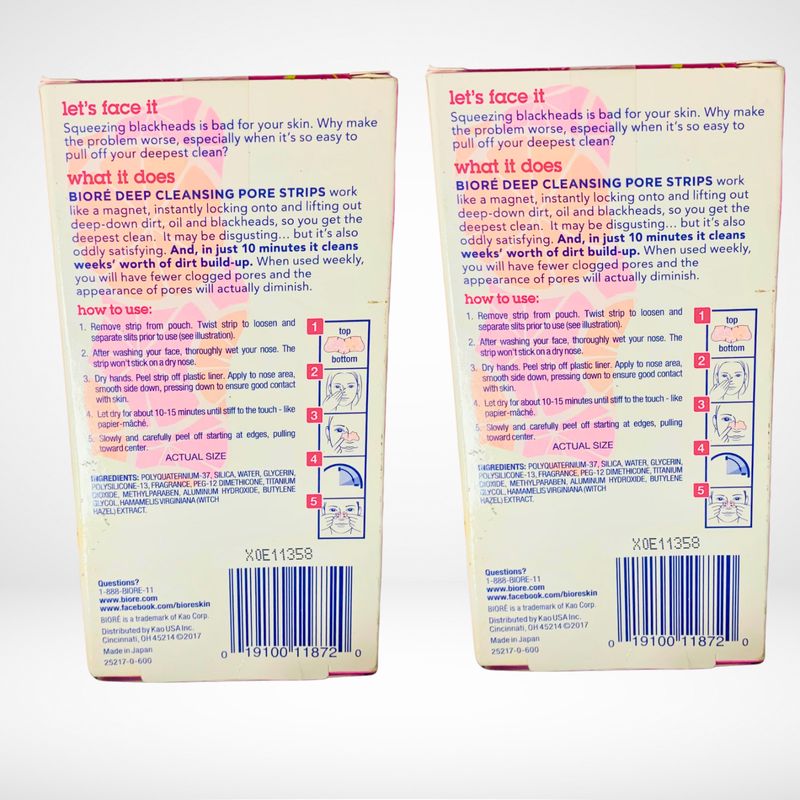 let's face it
Squeezing blackheads is bad for your skin. Why make
the problem worse, especially when it's so easy to
pull off your deepest clean?
what it does
BIORÉ DEEP CLEANSING PORE STRIPS work
like a magnet, instantly locking onto and lifting out
deep-down dirt, oil and blackheads, so you get the
deepest clean. It may be disgusting... but it's also
oddly satisfying. And, in just 10 minutes it cleans
weeks' worth of dirt build-up. When used weekly,
you will have fewer clogged pores and the
appearance of pores will actually diminish.
how to use:
1. Remove strip from pouch. Twist strip to loosen and
separate slits prior to use (see illustration).
2. After washing your face, thoroughly wet your nose. The
strip won't stick on a dry nose.
3. Dry hands. Peel strip off plastic liner. Apply to nose area,
smooth side down, pressing down to ensure good contact
with skin.
4. Let dry for about 10-15 minutes until stiff to the touch - like
papier-mâché.
5. Slowly and carefully peel off starting at edges, pulling
toward center.
ACTUAL SIZE
1
top
bottom
2
3
4
5
INGREDIENTS: POLYQUATERNIUM-37, SILICA, WATER, GLYCERIN,
POLYSILICONE-13, FRAGRANCE, PEG-12 DIMETHICONE, TITANIUM
DIOXIDE, METHYLPARABEN, ALUMINUM HYDROXIDE, BUTYLENE
GLYCOL, HAMAMELIS VIRGINIANA (WITCH
HAZEL) EXTRACT.
X0E11358
Questions?
1-888-BIORE-11
www.biore.com
www.facebook.com/bioreskin
BIORÉ is a trademark of Kao Corp.
Distributed by Kao USA Inc.
Cincinnati, OH 45214 ©2017
Made in Japan
25217-0-600
0 19100 11872 0
let's face it
Squeezing blackheads is bad for your skin. Why make
the problem worse, especially when it's so easy to
pull off your deepest clean?
what it does
BIORÉ DEEP CLEANSING PORE STRIPS work
like a magnet, instantly locking onto and lifting out
deep-down dirt, oil and blackheads, so you get the
deepest clean. It may be disgusting... but it's also
oddly satisfying. And, in just 10 minutes it cleans
weeks' worth of dirt build-up. When used weekly,
you will have fewer clogged pores and the
appearance of pores will actually diminish.
how to use:
1. Remove strip from pouch. Twist strip to loosen and
separate slits prior to use (see illustration).
2. After washing your face, thoroughly wet your nose. The
strip won't stick on a dry nose.
3. Dry hands. Peel strip off plastic liner. Apply to nose area,
smooth side down, pressing down to ensure good contact
with skin.
4. Let dry for about 10-15 minutes until stiff to the touch - like
papier-mâché.
5. Slowly and carefully peel off starting at edges, pulling
toward center.
ACTUAL SIZE
1
top
bottom
2
3
4
5
INGREDIENTS: POLYQUATERNIUM-37, SILICA, WATER, GLYCERIN,
POLYSILICONE-13, FRAGRANCE, PEG-12 DIMETHICONE, TITANIUM
DIOXIDE, METHYLPARABEN, ALUMINUM HYDROXIDE, BUTYLENE
GLYCOL, HAMAMELIS VIRGINIANA (WITCH
HAZEL) EXTRACT.
X0E11358
Questions?
1-888-BIORE-11
www.biore.com
www.facebook.com/bioreskin
BIORÉ is a trademark of Kao Corp.
Distributed by Kao USA Inc.
Cincinnati, OH 45214 ©2017
Made in Japan
25217-0-600
0 19100 11872 0